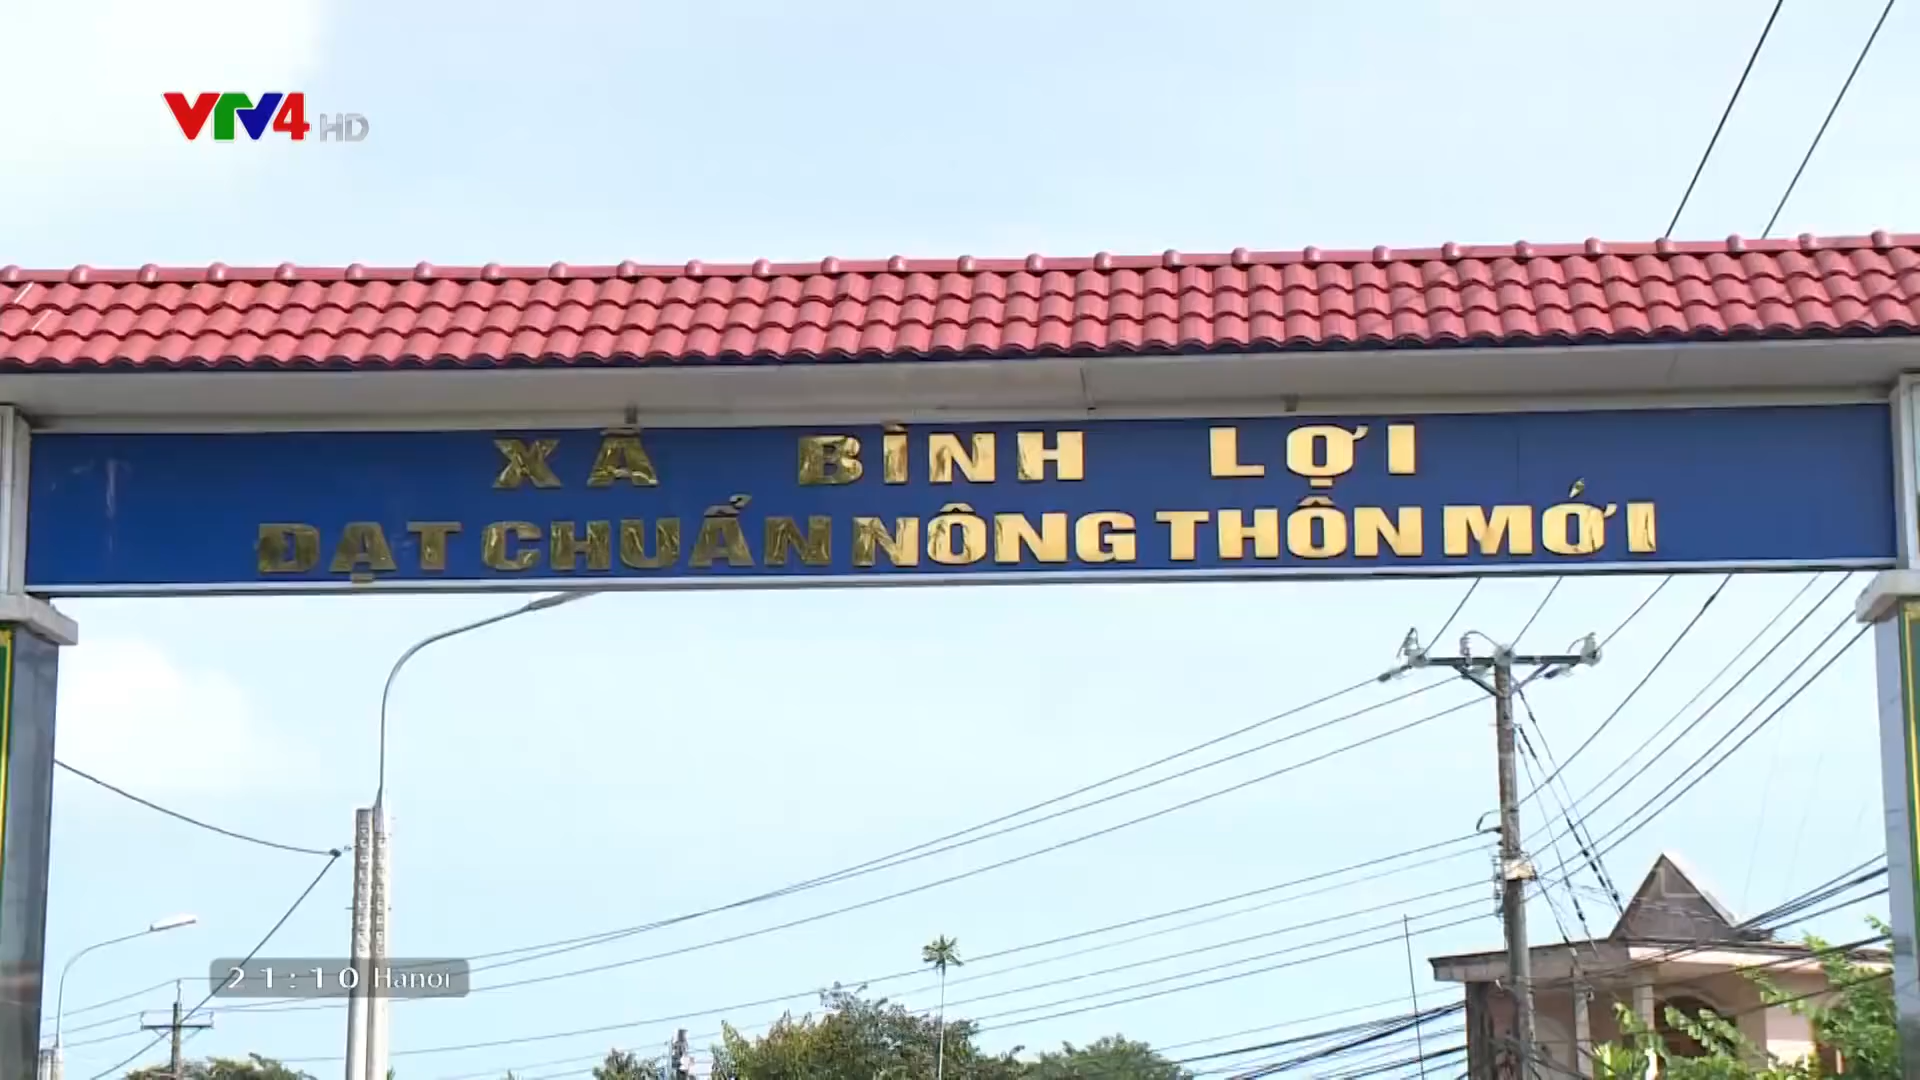 VTV4 HD
XÃ BÌNH LỢI
ĐẠT CHUẨN NÔNG THÔN MỚI
21:10 Hanoi